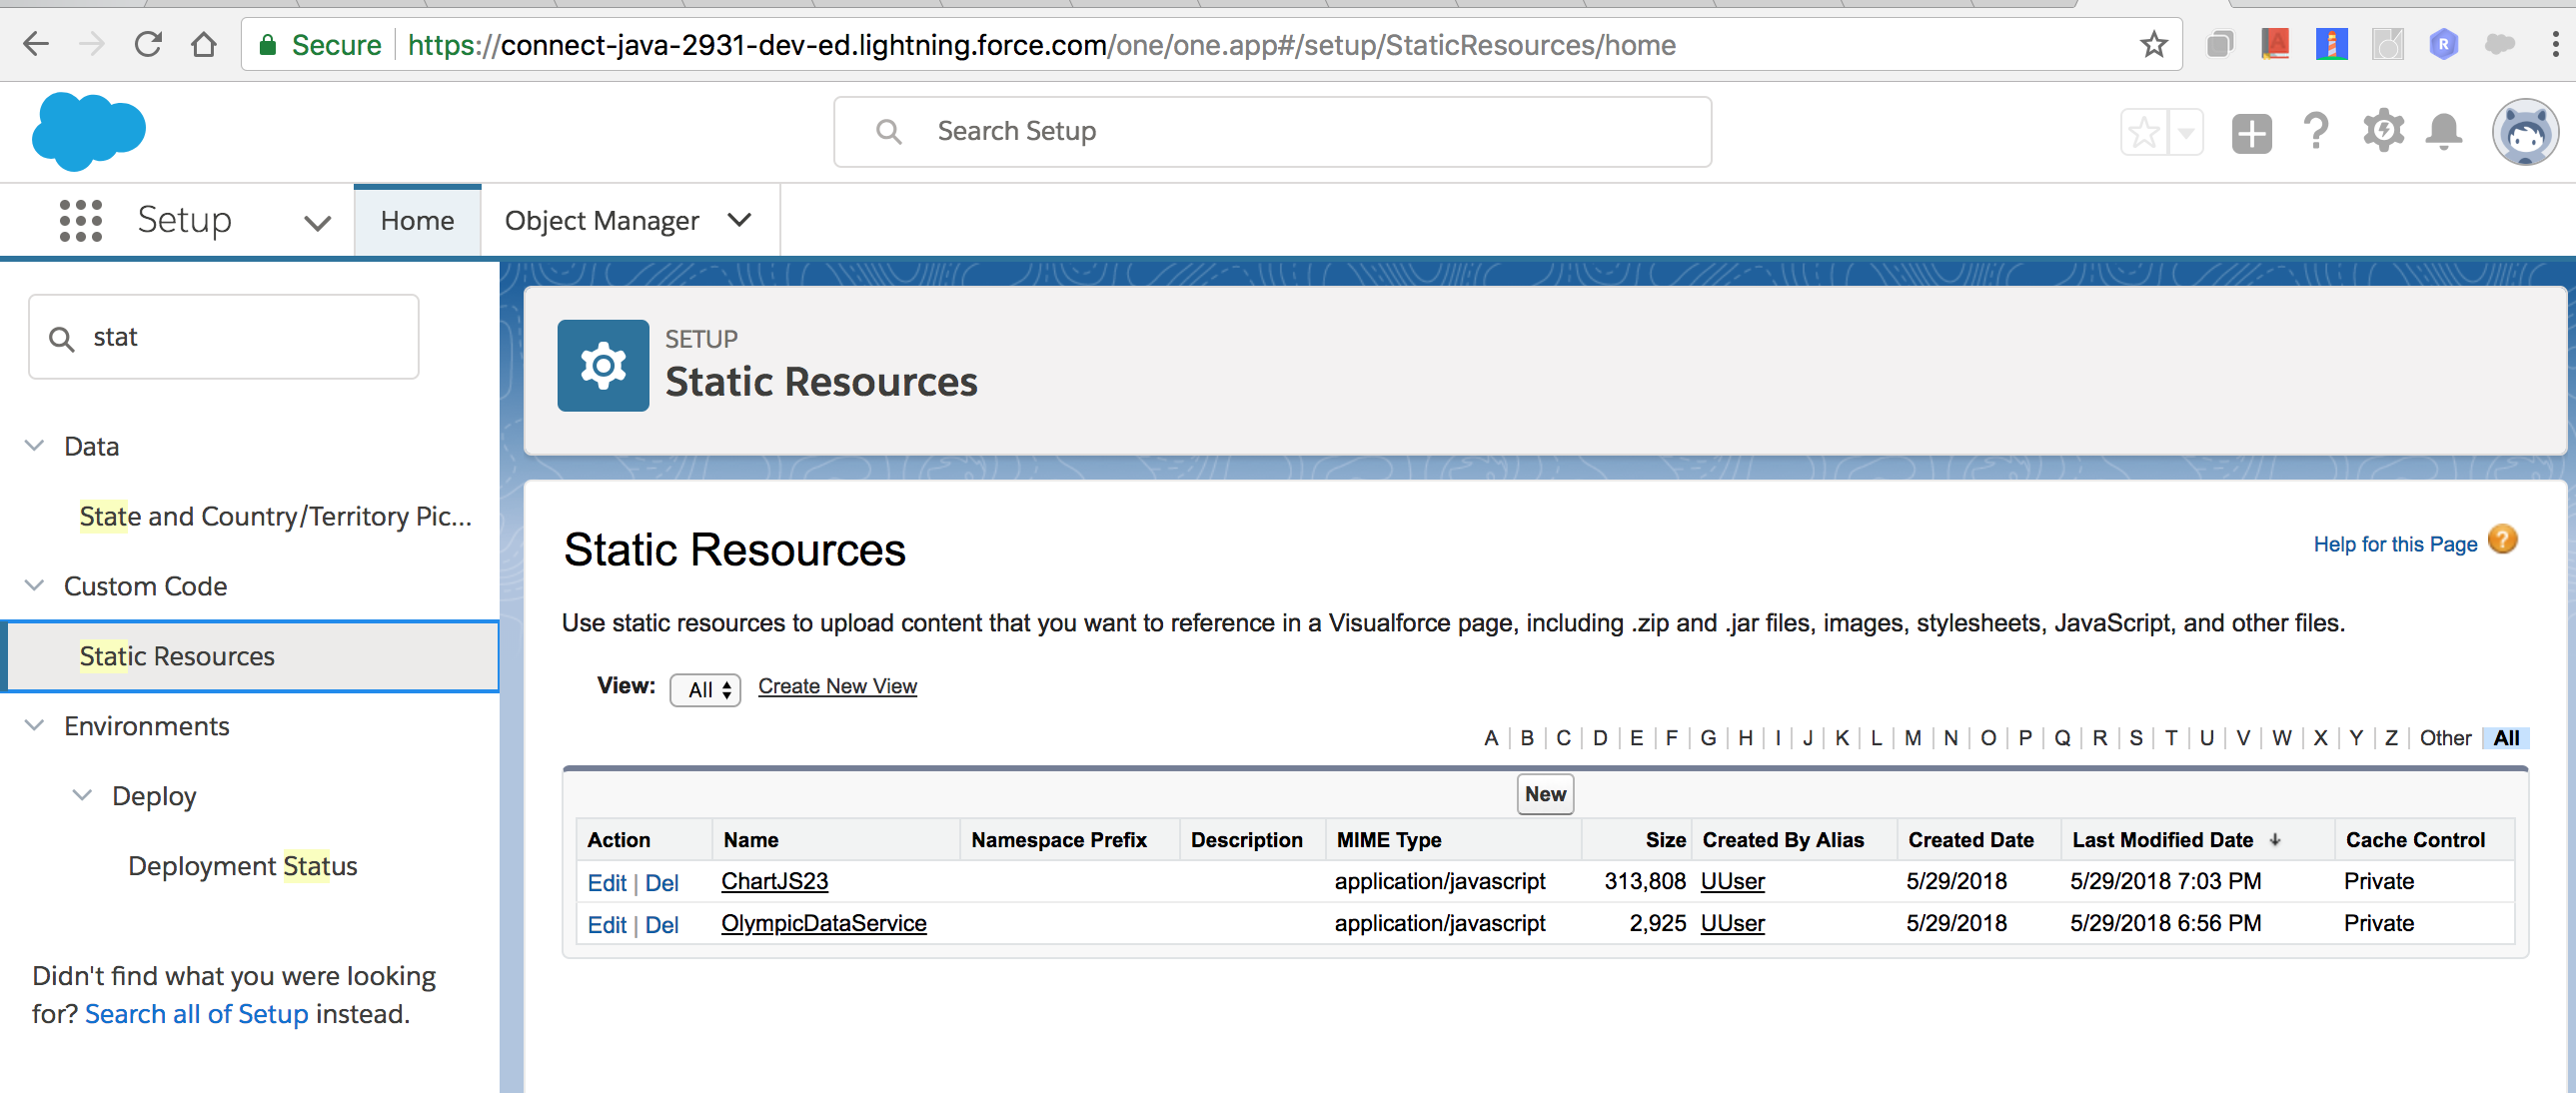 Secure https://connect-java-2931-dev-ed.lightning.force.com/one/one.app#/setup/StaticResources/home
Search Setup
Setup Home Object Manager
stat
Data
State and Country/Territory Pic...
Custom Code
Static Resources
Environments
Deploy
Deployment Status
Didn't find what you were looking
for? Search all of Setup instead.
SETUP
Static Resources
Static Resources
Help for this Page ?
Use static resources to upload content that you want to reference in a Visualforce page, including .zip and .jar files, images, stylesheets, JavaScript, and other files.
View: All Create New View
A | B | C | D | E | F | G | H | I | J | K | L | M | N | O | P | Q | R | S | T | U | V | W | X | Y | Z | Other | All
New
Action Name Namespace Prefix Description MIME Type Size Created By Alias Created Date Last Modified Date ↓ Cache Control
Edit | Del ChartJS23 application/javascript 313,808 UUser 5/29/2018 5/29/2018 7:03 PM Private
Edit | Del OlympicDataService application/javascript 2,925 UUser 5/29/2018 5/29/2018 6:56 PM Private